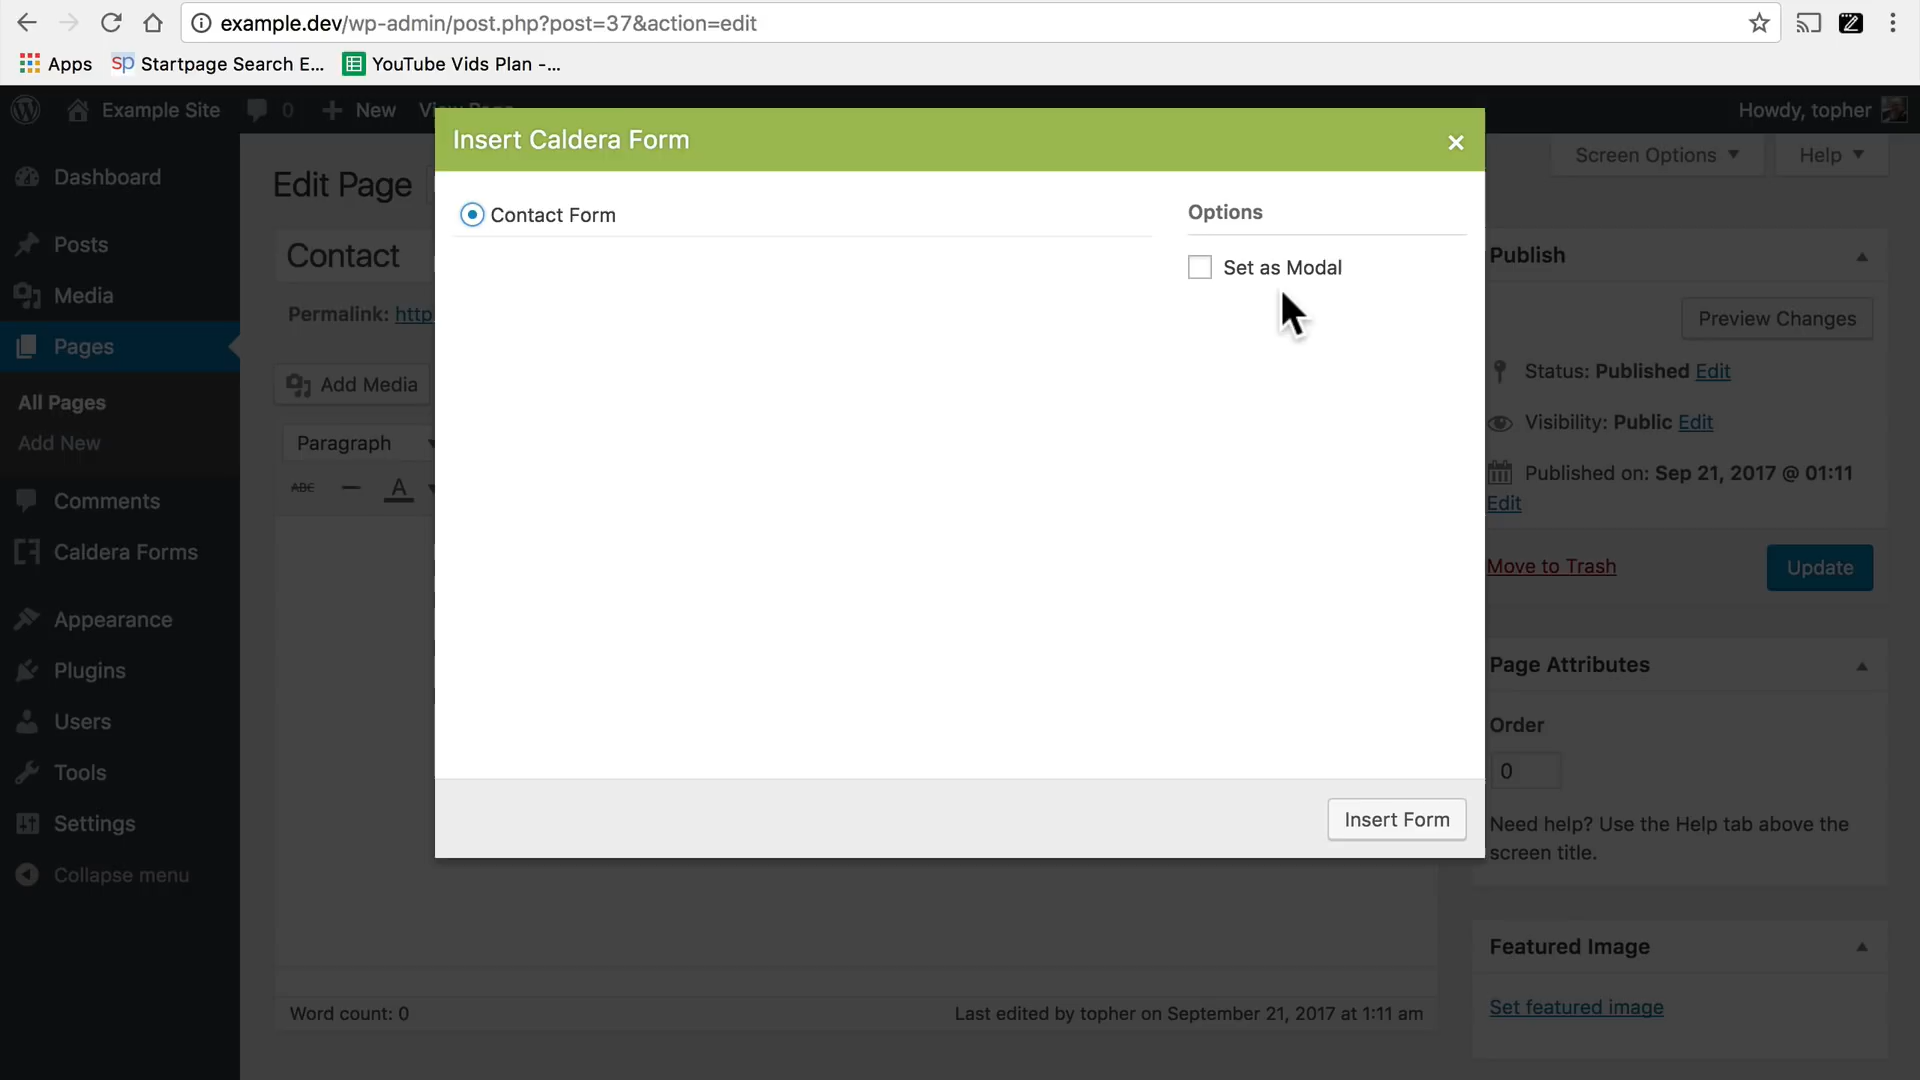 example.dev/wp-admin/post.php?post=37&action=edit
Apps
SP Startpage Search E...
YouTube Vids Plan -...
Example Site
0
New
Howdy, topher
Insert Caldera Form
Screen Options
Help
Dashboard
Edit Page
Contact Form
Options
Posts
Contact
Set as Modal
Publish
Media
Permalink: http
Preview Changes
Pages
Add Media
Status: Published Edit
All Pages
Visibility: Public Edit
Add New
Paragraph
Published on: Sep 21, 2017 @ 01:11
Edit
ABC
A
Comments
Caldera Forms
Move to Trash
Update
Appearance
Page Attributes
Plugins
Users
Order
Tools
0
Settings
Insert Form
Need help? Use the Help tab above the
screen title.
Collapse menu
Featured Image
Set featured image
Word count: 0
Last edited by topher on September 21, 2017 at 1:11 am